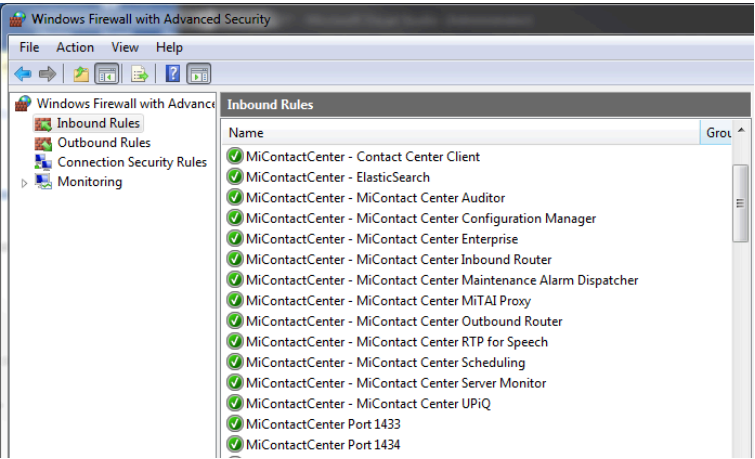 Windows Firewall with Advanced Security
File Action View Help
Windows Firewall with Advance
Inbound Rules
Outbound Rules
Connection Security Rules
Monitoring
Inbound Rules
Name Grou
MiContactCenter - Contact Center Client
MiContactCenter - ElasticSearch
MiContactCenter - MiContact Center Auditor
MiContactCenter - MiContact Center Configuration Manager
MiContactCenter - MiContact Center Enterprise
MiContactCenter - MiContact Center Inbound Router
MiContactCenter - MiContact Center Maintenance Alarm Dispatcher
MiContactCenter - MiContact Center MiTAI Proxy
MiContactCenter - MiContact Center Outbound Router
MiContactCenter - MiContact Center RTP for Speech
MiContactCenter - MiContact Center Scheduling
MiContactCenter - MiContact Center Server Monitor
MiContactCenter - MiContact Center UPiQ
MiContactCenter Port 1433
MiContactCenter Port 1434